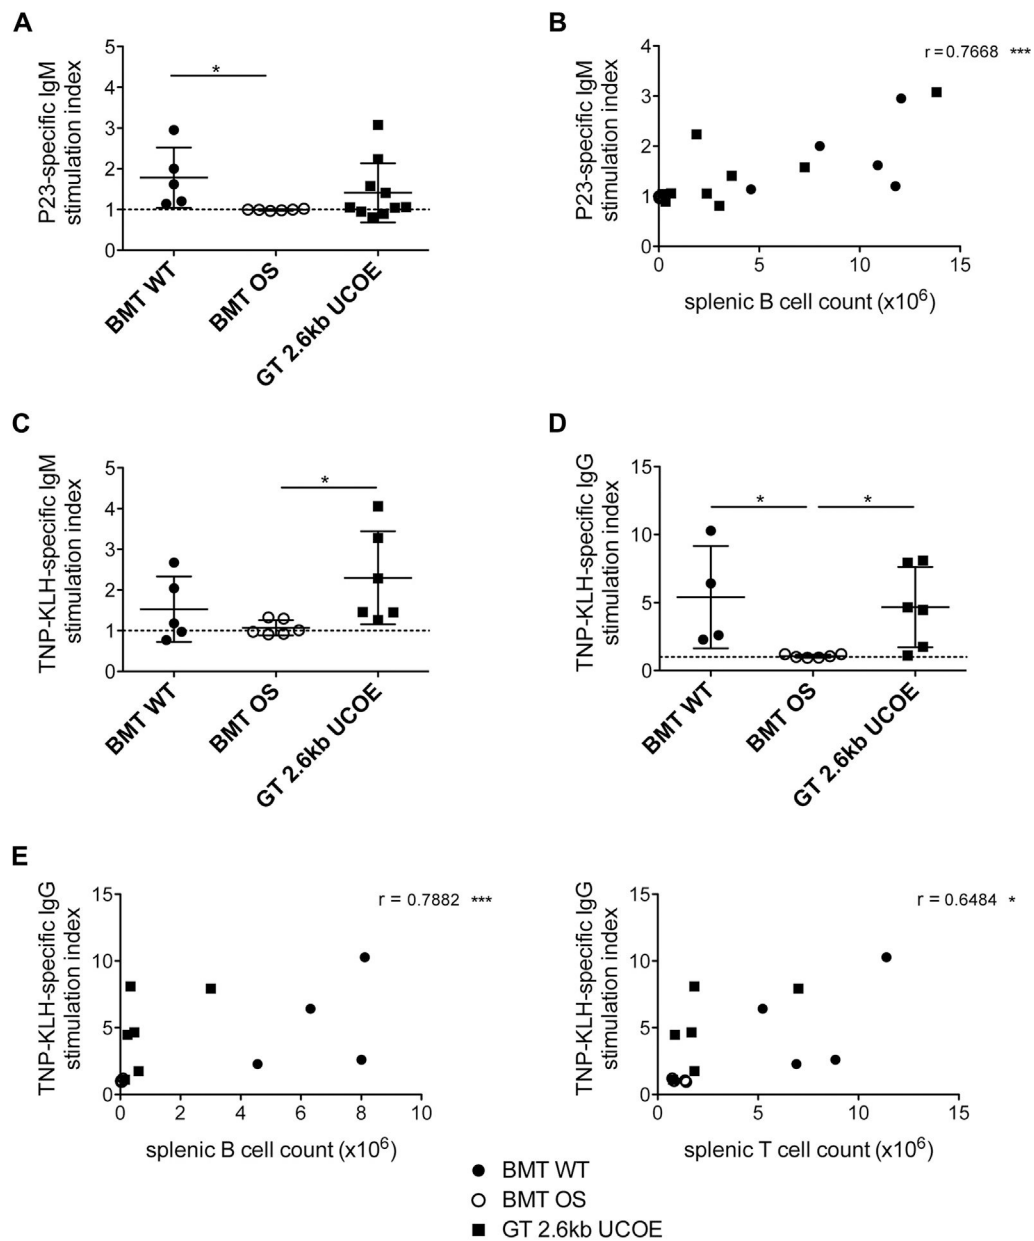 A
P23-specific IgM
stimulation index
5
4
3
2
1
0
*
BMT WT
BMT OS
GT 2.6kb UCOE
B
P23-specific IgM
stimulation index
4
3
2
1
0
r = 0.7668 ***
0 5 10 15
splenic B cell count (x10⁶)
C
TNP-KLH-specific IgM
stimulation index
5
4
3
2
1
0
*
BMT WT
BMT OS
GT 2.6kb UCOE
D
TNP-KLH-specific IgG
stimulation index
15
10
5
0
* *
BMT WT
BMT OS
GT 2.6kb UCOE
E
TNP-KLH-specific IgG
stimulation index
15
10
5
0
r = 0.7882 ***
0 2 4 6 8 10
splenic B cell count (x10⁶)
TNP-KLH-specific IgG
stimulation index
15
10
5
0
r = 0.6484 *
0 5 10 15
splenic T cell count (x10⁶)
BMT WT
BMT OS
GT 2.6kb UCOE